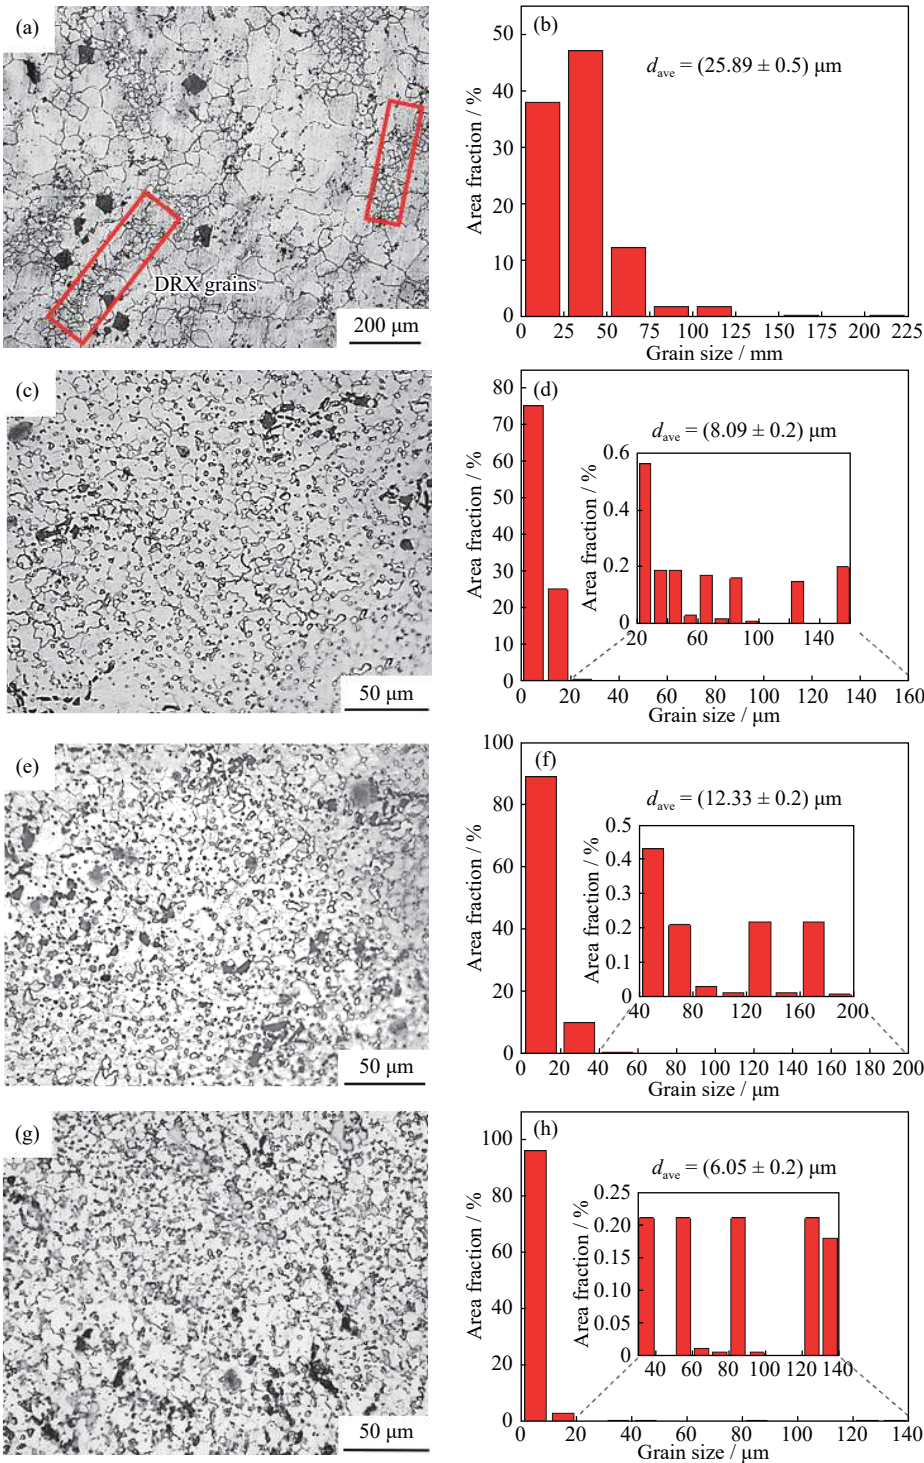 (a)
DRX grains
200 μm
(b)
d_ave = (25.89 ± 0.5) μm
Area fraction / %
50
40
30
20
10
0
0 25 50 75 100 125 175 225
Grain size / mm
(c)
50 μm
(d)
d_ave = (8.09 ± 0.2) μm
Area fraction / %
80
70
60
50
40
30
20
10
0
0.6
0.4
0.2
0
Area fraction / %
20 60 100 140
0 20 40 60 80 100 120 140 160
Grain size / μm
(e)
50 μm
(f)
d_ave = (12.33 ± 0.2) μm
Area fraction / %
100
80
60
40
20
0
0.5
0.4
0.3
0.2
0.1
0
Area fraction / %
40 80 120 160 200
0 20 40 60 80 100 120 140 160 180 200
Grain size / μm
(g)
50 μm
(h)
d_ave = (6.05 ± 0.2) μm
Area fraction / %
100
80
60
40
20
0
0.25
0.20
0.15
0.10
0.05
0
Area fraction / %
40 60 80 100 120 140
0 20 40 60 80 100 120 140
Grain size / μm